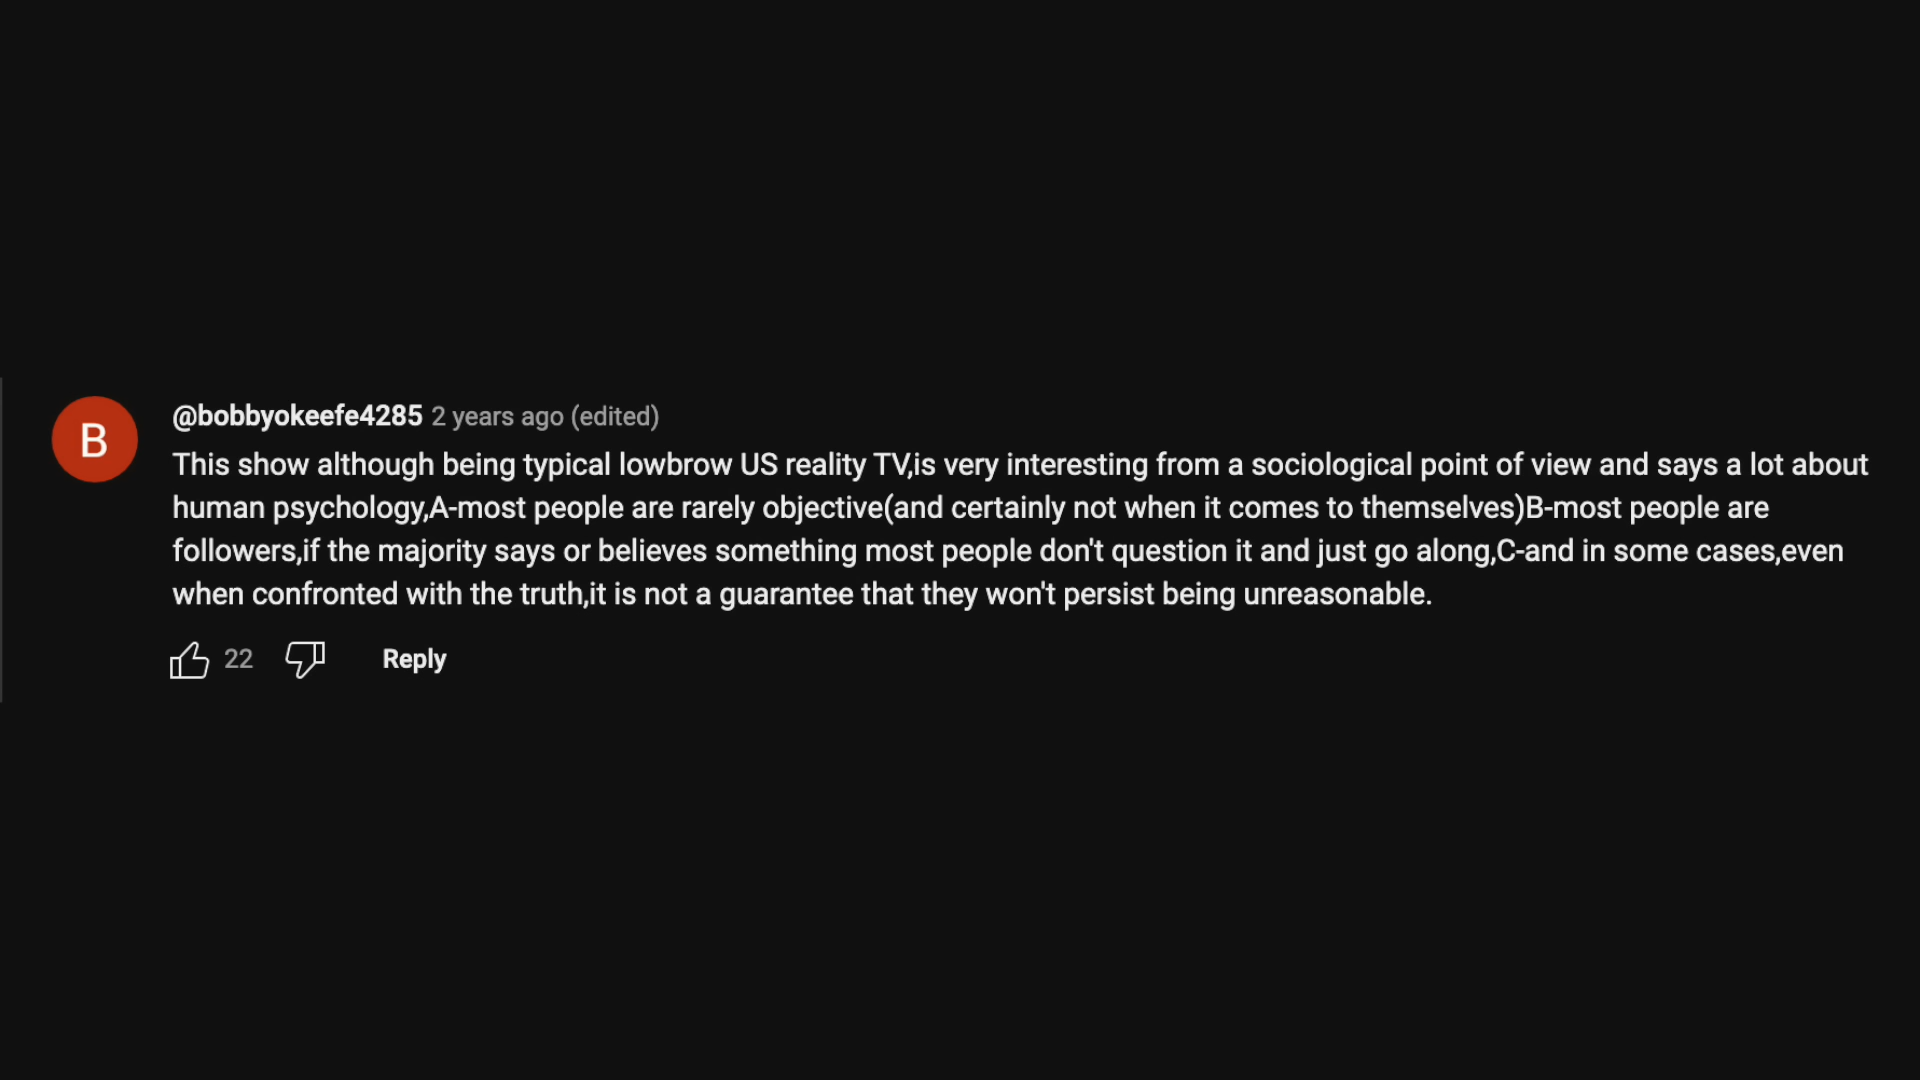 B
@bobbyokeefe4285 2 years ago (edited)
This show although being typical lowbrow US reality TV,is very interesting from a sociological point of view and says a lot about
human psychology,A-most people are rarely objective(and certainly not when it comes to themselves)B-most people are
followers,if the majority says or believes something most people don't question it and just go along,C-and in some cases,even
when confronted with the truth,it is not a guarantee that they won't persist being unreasonable.
22 Reply